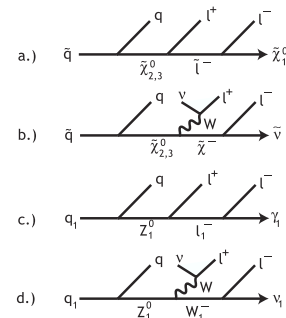 q l⁺ l⁻
a.) q̃ χ̃⁰₂,₃ l̃⁻ χ̃⁰₁
q ν l⁺ l⁻
b.) q̃ χ̃⁰₂,₃ W χ̃⁻ ν̃
q l⁺ l⁻
c.) q₁ Z⁰₁ l₁⁻ γ₁
q ν l⁺ l⁻
d.) q₁ Z⁰₁ W W₁⁻ ν₁